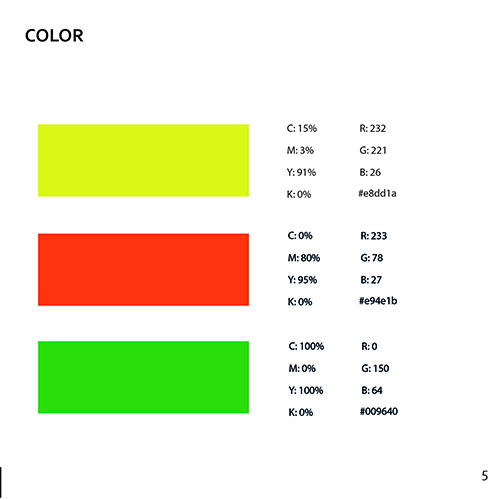 COLOR
C: 15% R: 232
M: 3% G: 221
Y: 91% B: 26
K: 0% #e8dd1a
C: 0% R: 233
M: 80% G: 78
Y: 95% B: 27
K: 0% #e94e1b
C: 100% R: 0
M: 0% G: 150
Y: 100% B: 64
K: 0% #009640
5